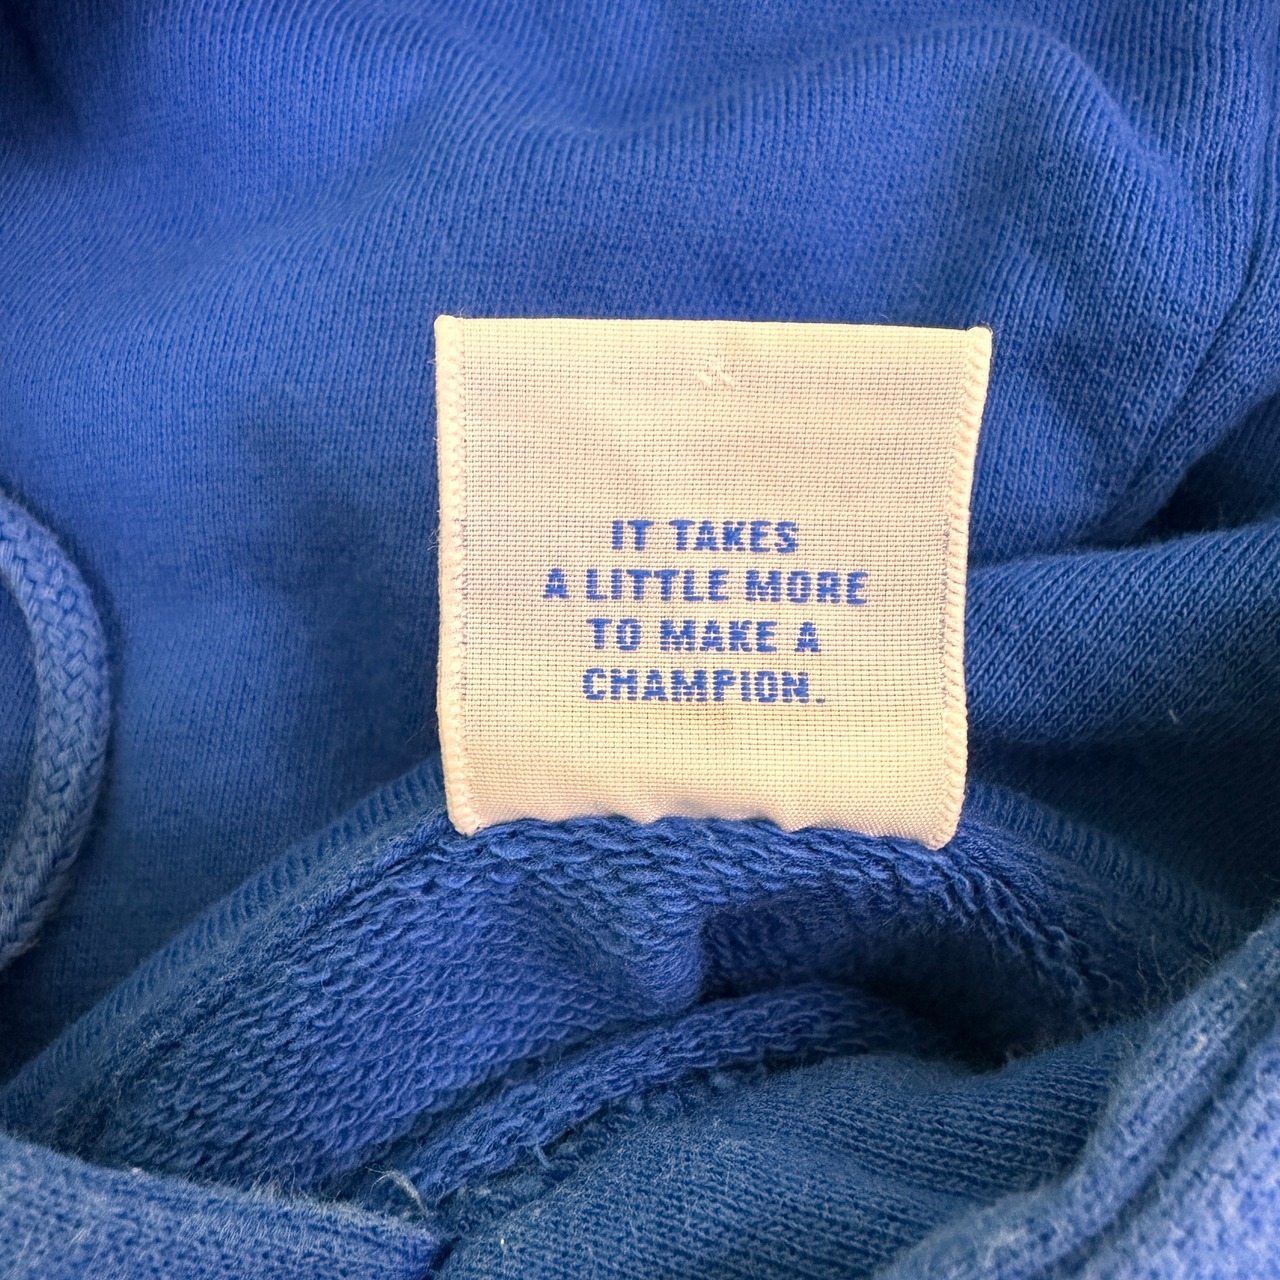 IT TAKES
A LITTLE MORE
TO MAKE A
CHAMPION.